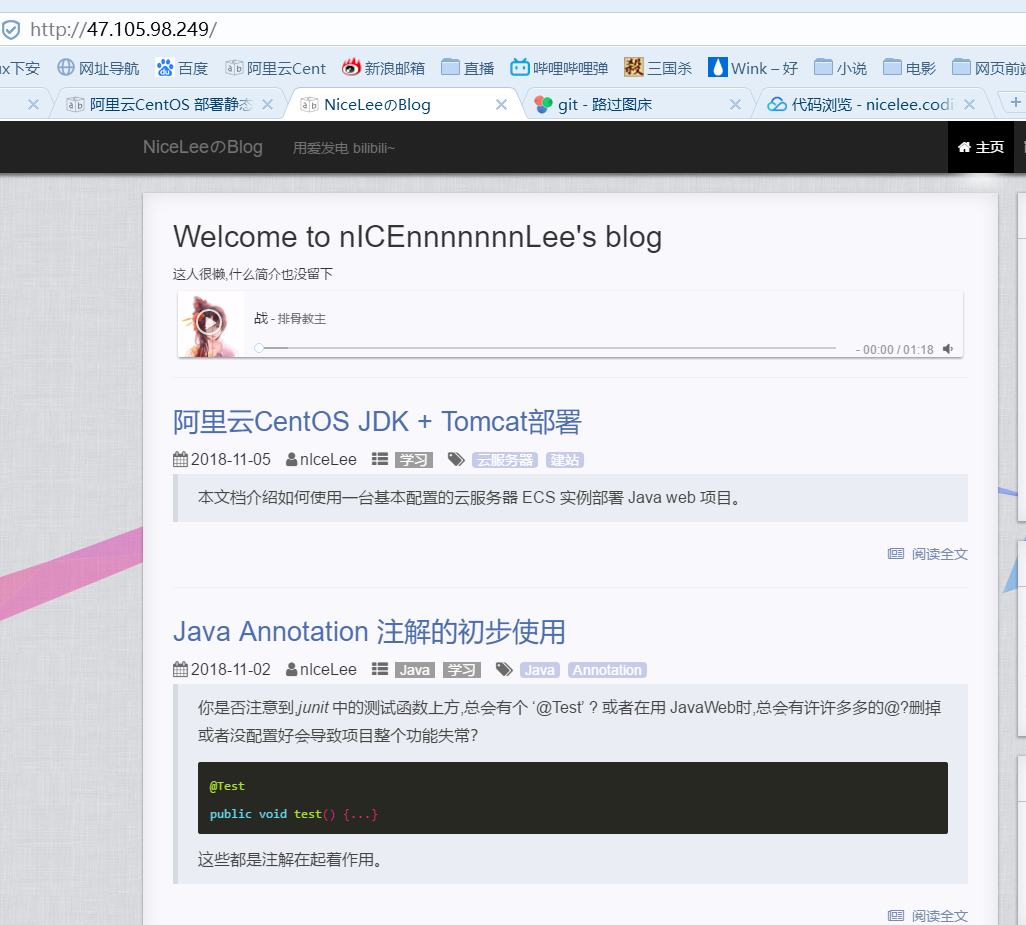 http://47.105.98.249/
ux下安 网址导航 百度 阿里云Cent 新浪邮箱 直播 哔哩哔哩弹 三国杀 Wink – 好 小说 电影 网页前端
阿里云CentOS 部署静态 NiceLeeのBlog git - 路过图床 代码浏览 - nicelee.codi
NiceLeeのBlog 用爱发电 bilibili~ 主页
Welcome to nICEnnnnnnnLee's blog
这人很懒,什么简介也没留下
战 - 排骨教主
- 00:00 / 01:18
阿里云CentOS JDK + Tomcat部署
2018-11-05 nIceLee 学习 云服务器 建站
本文档介绍如何使用一台基本配置的云服务器 ECS 实例部署 Java web 项目。
阅读全文
Java Annotation 注解的初步使用
2018-11-02 nIceLee Java 学习 Java Annotation
你是否注意到,junit 中的测试函数上方,总会有个 ‘@Test’ ? 或者在用 JavaWeb时,总会有许许多多的@?删掉
或者没配置好会导致项目整个功能失常?
@Test
public void test() {...}
这些都是注解在起着作用。
阅读全文